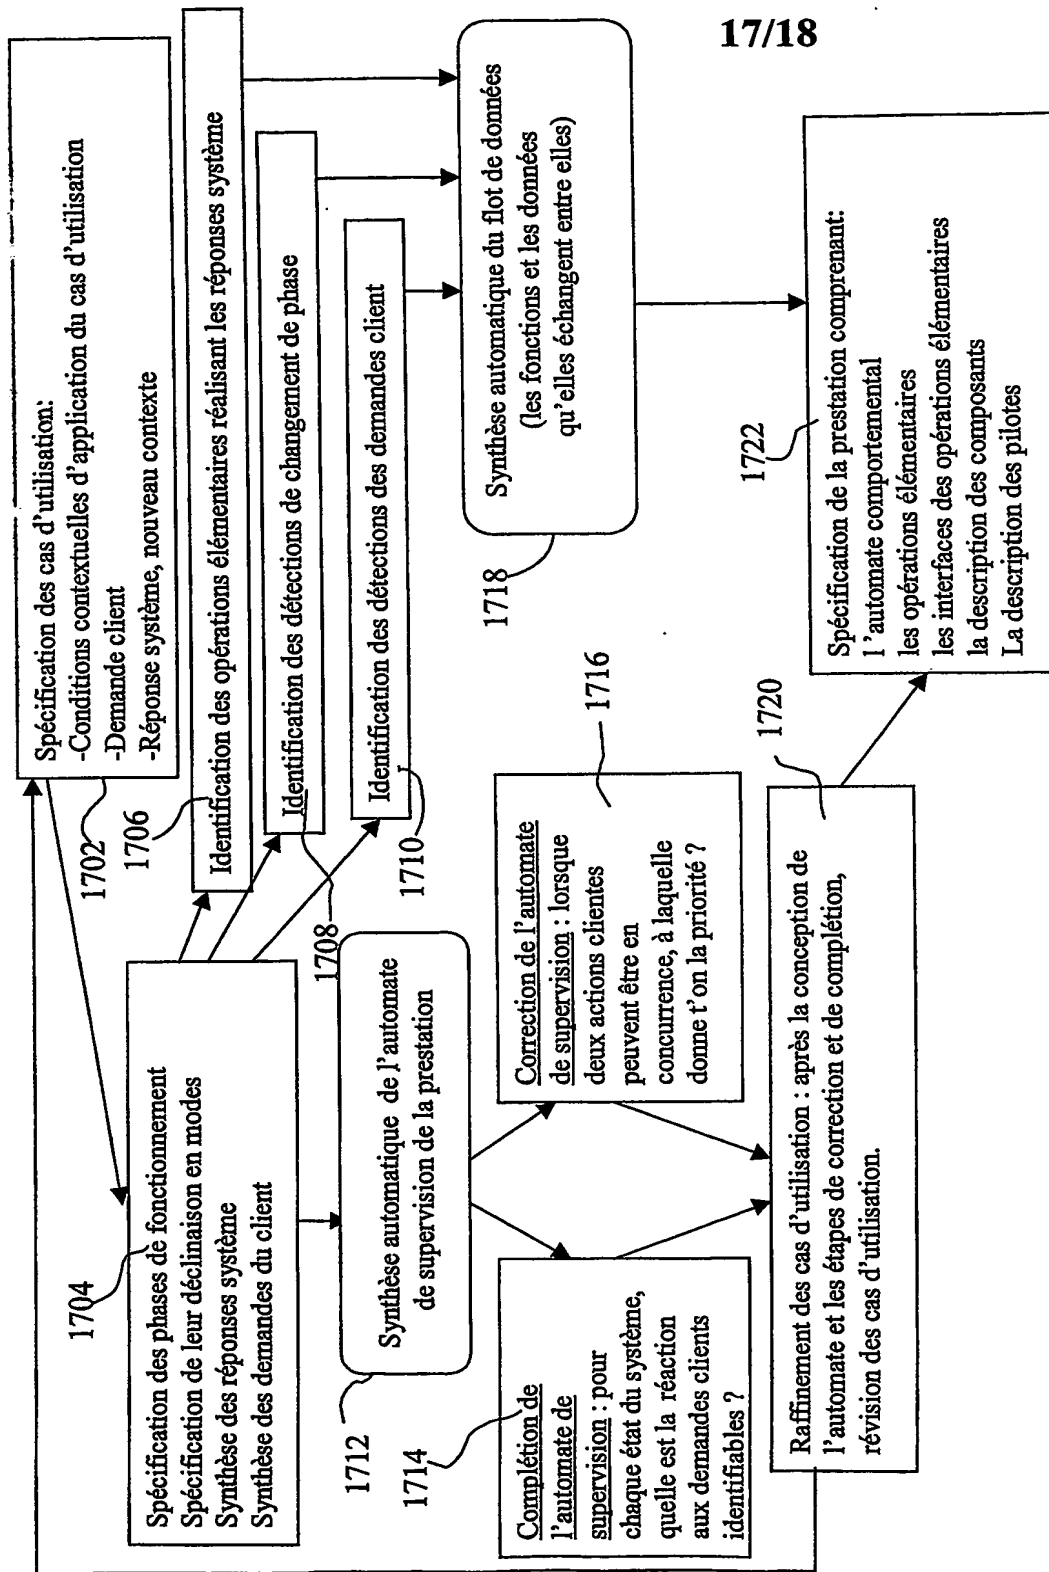 17/18
Spécification des cas d'utilisation:
-Conditions contextuelles d'application du cas d'utilisation
-Demande client
-Réponse système, nouveau contexte
1702
1704
Spécification des phases de fonctionnement
Spécification de leur déclinaison en modes
Synthèse des réponses système
Synthèse des demandes du client
1706
Identification des opérations élémentaires réalisant les réponses système
Identification des détections de changement de phase
1708
Identification des détections des demandes client
1710
1712
Synthèse automatique de l'automate
de supervision de la prestation
1714
Complétion de
l'automate de
supervision : pour
chaque état du système,
quelle est la réaction
aux demandes clients
identifiables ?
Correction de l'automate
de supervision : lorsque
deux actions clientes
peuvent être en
concurrence, à laquelle
donne t'on la priorité ?
1716
1718
Synthèse automatique du flot de données
(les fonctions et les données
qu'elles échangent entre elles)
Raffinement des cas d'utilisation : après la conception de
l'automate et les étapes de correction et de complétion,
révision des cas d'utilisation.
1720
1722
Spécification de la prestation comprenant:
l'automate comportemental
les opérations élémentaires
les interfaces des opérations élémentaires
la description des composants
La description des pilotes